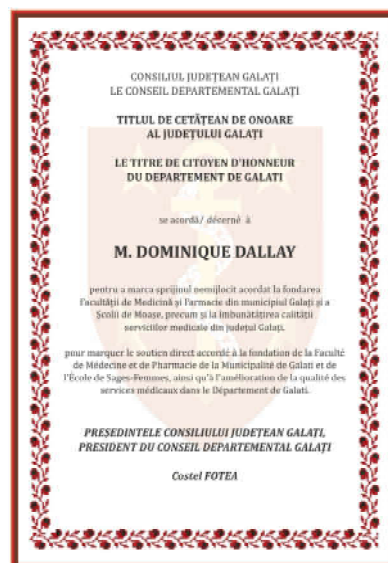 CONSILIUL JUDEȚEAN GALAȚI
LE CONSEIL DEPARTEMENTAL GALAȚI
TITLUL DE CETĂȚEAN DE ONOARE
AL JUDEȚULUI GALAȚI
LE TITRE DE CITOYEN D'HONNEUR
DU DEPARTEMENT DE GALATI
se acordă/ décerné à
M. DOMINIQUE DALLAY
pentru a marca sprijinul nemijlocit acordat la fondarea
Facultății de Medicină și Farmacie din municipiul Galați și a
Școlii de Moașe, precum și la îmbunătățirea calității
serviciilor medicale din județul Galați.
pour marquer le soutien direct accordé à la fondation de la Faculté
de Médecine et de Pharmacie de la Municipalité de Galati et de
l'École de Sages-Femmes, ainsi qu'à l'amélioration de la qualité des
services médicaux dans le Département de Galati.
PREȘEDINTELE CONSILIULUI JUDEȚEAN GALAȚI,
PRESIDENT DU CONSEIL DEPARTEMENTAL GALAȚI
Costel FOTEA